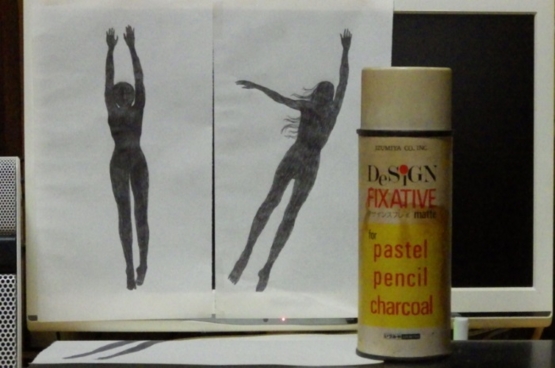 DeSiGN
FIXATIVE
matte
for
pastel
pencil
charcoal